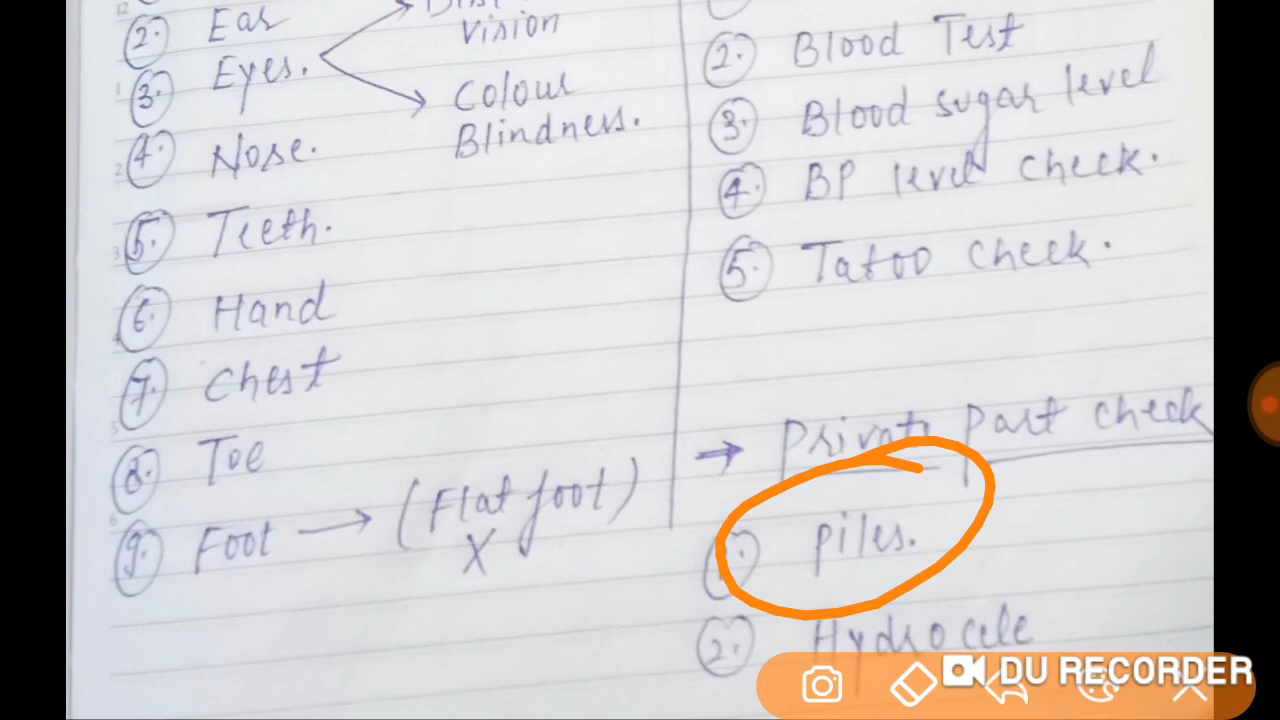 2. Ear
vision
3. Eyes.
Colour
Blindness.
4. Nose.
5. Teeth.
6. Hand
7. Chest
8. Toe
9. Foot → (Flat foot)
X
2. Blood Test
3. Blood sugar level
4. BP level check.
5. Tatoo check.
→ Private part check
1. piles.
2. Hydrocele
DU RECORDER